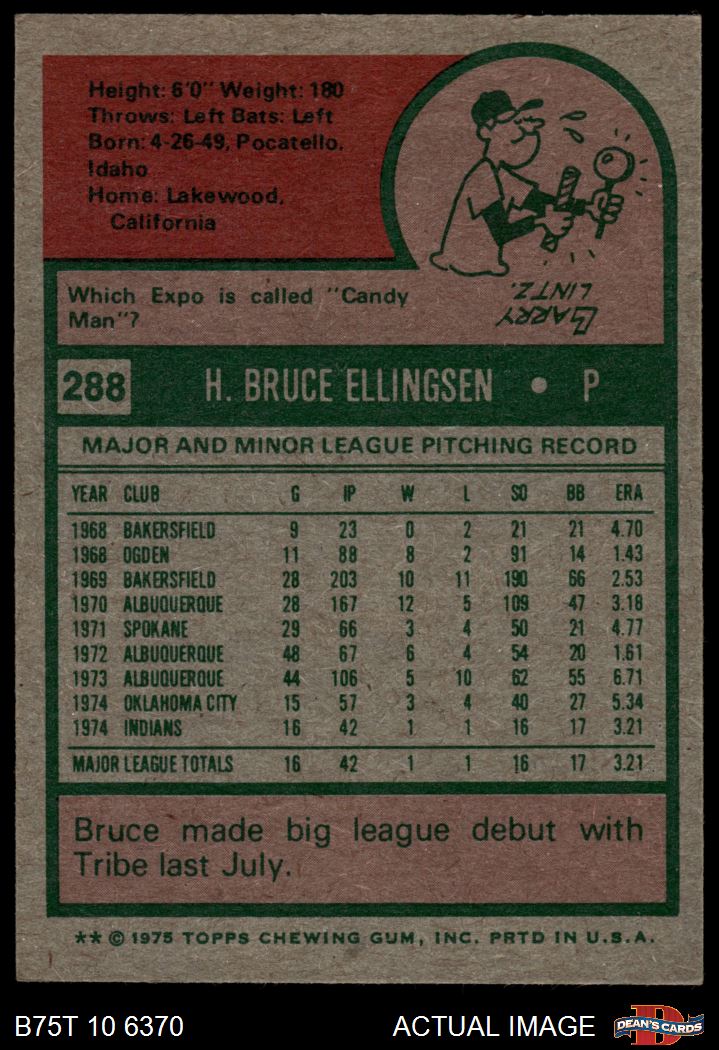 Height: 6'0" Weight: 180
Throws: Left Bats: Left
Born: 4-26-49, Pocatello,
Idaho
Home: Lakewood,
California
Which Expo is called "Candy
Man"?
LARRY
LINTZ.
288 H. BRUCE ELLINGSEN • P
MAJOR AND MINOR LEAGUE PITCHING RECORD
YEAR CLUB G IP W L SO BB ERA
1968 BAKERSFIELD 9 23 0 2 21 21 4.70
1968 OGDEN 11 88 8 2 91 14 1.43
1969 BAKERSFIELD 28 203 10 11 190 66 2.53
1970 ALBUQUERQUE 28 167 12 5 109 47 3.18
1971 SPOKANE 29 66 3 4 50 21 4.77
1972 ALBUQUERQUE 48 67 6 4 54 20 1.61
1973 ALBUQUERQUE 44 106 5 10 62 55 6.71
1974 OKLAHOMA CITY 15 57 3 4 40 27 5.34
1974 INDIANS 16 42 1 1 16 17 3.21
MAJOR LEAGUE TOTALS 16 42 1 1 16 17 3.21
Bruce made big league debut with
Tribe last July.
** © 1975 TOPPS CHEWING GUM, INC. PRTD IN U.S.A.
B75T 10 6370 ACTUAL IMAGE D DEAN'S CARDS